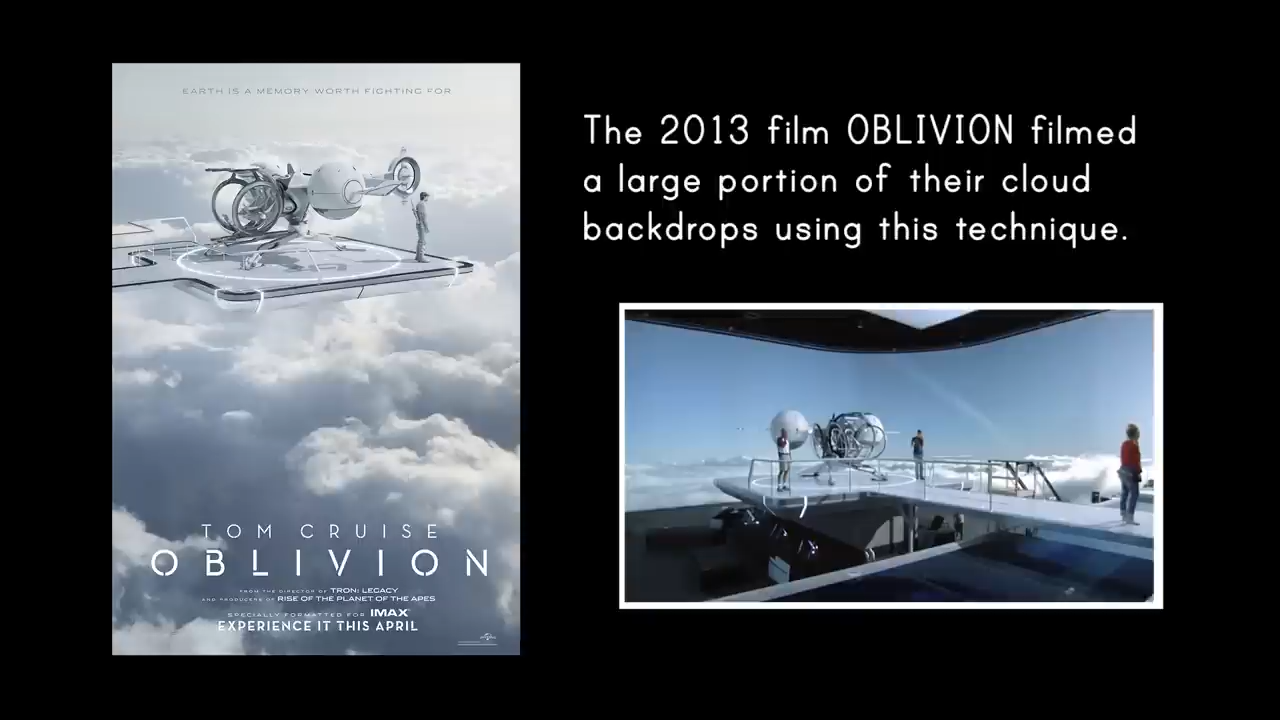 EARTH IS A MEMORY WORTH FIGHTING FOR
TOM CRUISE
OBLIVION
FROM THE DIRECTOR OF TRON: LEGACY
AND PRODUCERS OF RISE OF THE PLANET OF THE APES
SPECIALLY FORMATTED FOR IMAX
EXPERIENCE IT THIS APRIL
The 2013 film OBLIVION filmed
a large portion of their cloud
backdrops using this technique.